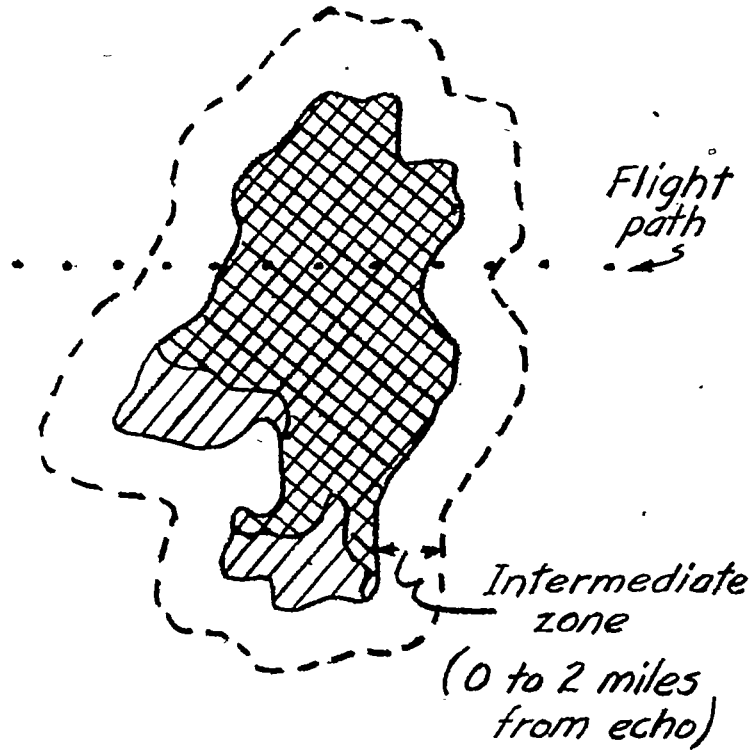 Flight
path
Intermediate
zone
(0 to 2 miles
from echo)